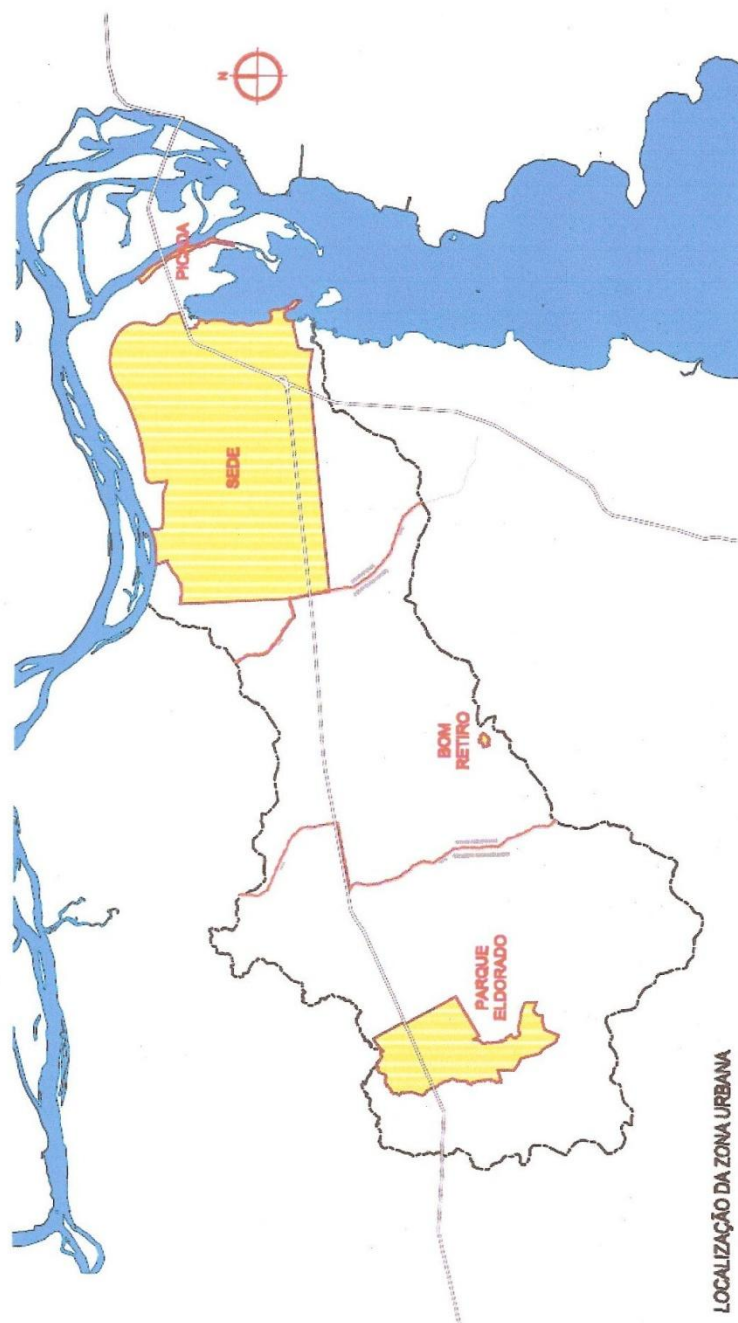 N
PICADA
SEDE
BOM
RETIRO
PARQUE
ELDORADO
LOCALIZAÇÃO DA ZONA URBANA